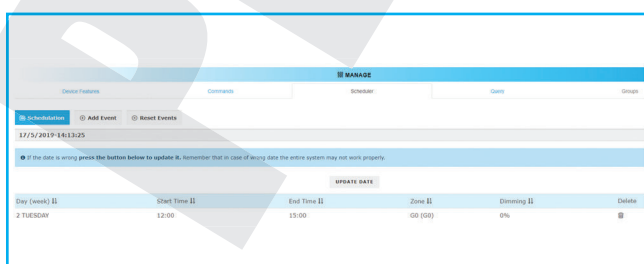 MANAGE
Device Features Commands Scheduler Query Groups
Schedulation Add Event Reset Events
17/5/2019-14:13:25
If the date is wrong press the button below to update it. Remember that in case of wrong date the entire system may not work properly.
UPDATE DATE
Day (week) Start Time End Time Zone Dimming Delete
2 TUESDAY 12:00 15:00 G0 (G0) 0%